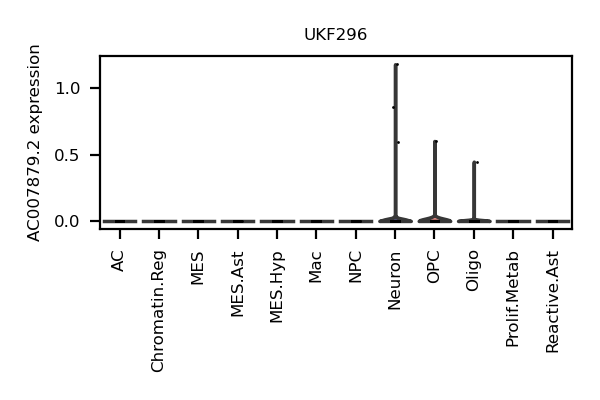 UKF296
AC007879.2 expression
1.0
0.5
0.0
AC
Chromatin.Reg
MES
MES.Ast
MES.Hyp
Mac
NPC
Neuron
OPC
Oligo
Prolif.Metab
Reactive.Ast